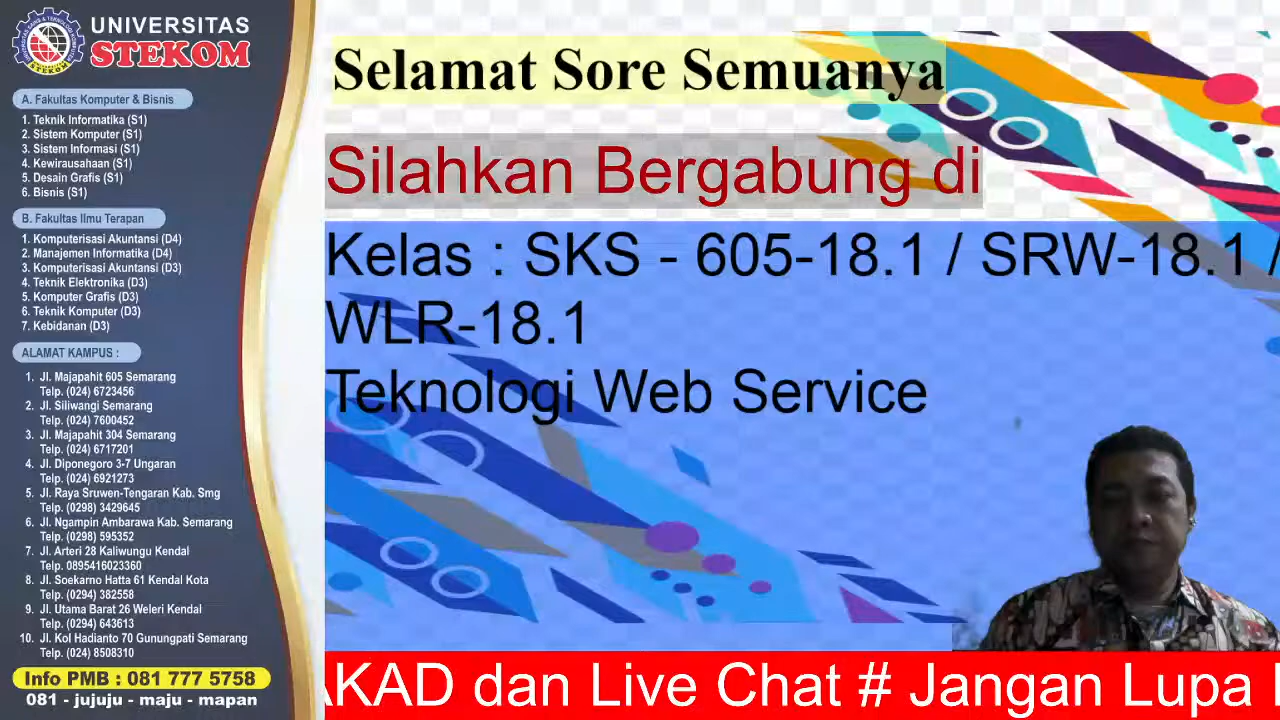 UNIVERSITAS
STEKOM
A. Fakultas Komputer & Bisnis
1. Teknik Informatika (S1)
2. Sistem Komputer (S1)
3. Sistem Informasi (S1)
4. Kewirausahaan (S1)
5. Desain Grafis (S1)
6. Bisnis (S1)
B. Fakultas Ilmu Terapan
1. Komputerisasi Akuntansi (D4)
2. Manajemen Informatika (D4)
3. Komputerisasi Akuntansi (D3)
4. Teknik Elektronika (D3)
5. Komputer Grafis (D3)
6. Teknik Komputer (D3)
7. Kebidanan (D3)
ALAMAT KAMPUS :
1. Jl. Majapahit 605 Semarang
Telp. (024) 6723456
2. Jl. Siliwangi Semarang
Telp. (024) 7600452
3. Jl. Majapahit 304 Semarang
Telp. (024) 6717201
4. Jl. Diponegoro 3-7 Ungaran
Telp. (024) 6921273
5. Jl. Raya Sruwen-Tengaran Kab. Smg
Telp. (0298) 3429645
6. Jl. Ngampin Ambarawa Kab. Semarang
Telp. (0298) 595352
7. Jl. Arteri 28 Kaliwungu Kendal
Telp. 0895416023360
8. Jl. Soekarno Hatta 61 Kendal Kota
Telp. (0294) 382558
9. Jl. Utama Barat 26 Weleri Kendal
Telp. (0294) 643613
10. Jl. Kol Hadianto 70 Gunungpati Semarang
Telp. (024) 8508310
Info PMB : 081 777 5758
081 - jujuju - maju - mapan
Selamat Sore Semuanya
Silahkan Bergabung di
Kelas : SKS - 605-18.1 / SRW-18.1 /
WLR-18.1
Teknologi Web Service
AKAD dan Live Chat # Jangan Lupa